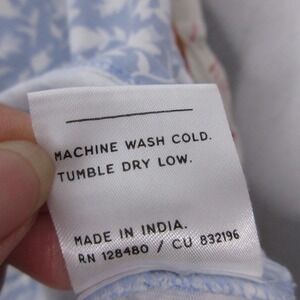 MACHINE WASH COLD.
TUMBLE DRY LOW.
MADE IN INDIA.
RN 128480 / CU 832196